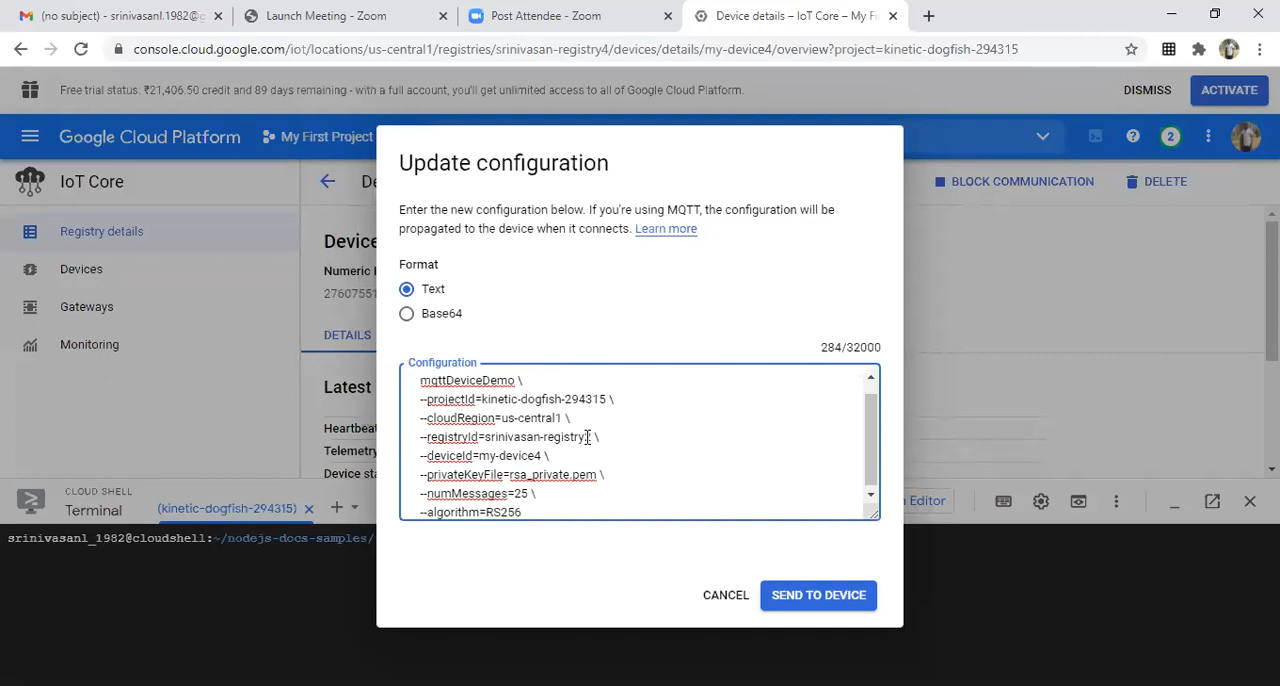 (no subject) - srinivasanl.1982@g
Launch Meeting - Zoom
Post Attendee - Zoom
Device details – IoT Core – My Fi
console.cloud.google.com/iot/locations/us-central1/registries/srinivasan-registry4/devices/details/my-device4/overview?project=kinetic-dogfish-294315
Free trial status: ₹21,406.50 credit and 89 days remaining - with a full account, you'll get unlimited access to all of Google Cloud Platform.
DISMISS
ACTIVATE
Google Cloud Platform
My First Project
2
IoT Core
De
BLOCK COMMUNICATION
DELETE
Registry details
Devices
Gateways
Monitoring
Device
Numeric I
27607551
DETAILS
Latest
Heartbeat
Telemetry
Device sta
Update configuration
Enter the new configuration below. If you're using MQTT, the configuration will be
propagated to the device when it connects. Learn more
Format
Text
Base64
284/32000
Configuration
mqttDeviceDemo \
--projectId=kinetic-dogfish-294315 \
--cloudRegion=us-central1 \
--registryId=srinivasan-registry \
--deviceId=my-device4 \
--privateKeyFile=rsa_private.pem \
--numMessages=25 \
--algorithm=RS256
CANCEL
SEND TO DEVICE
CLOUD SHELL
Terminal
(kinetic-dogfish-294315)
Editor
srinivasanl_1982@cloudshell:~/nodejs-docs-samples/